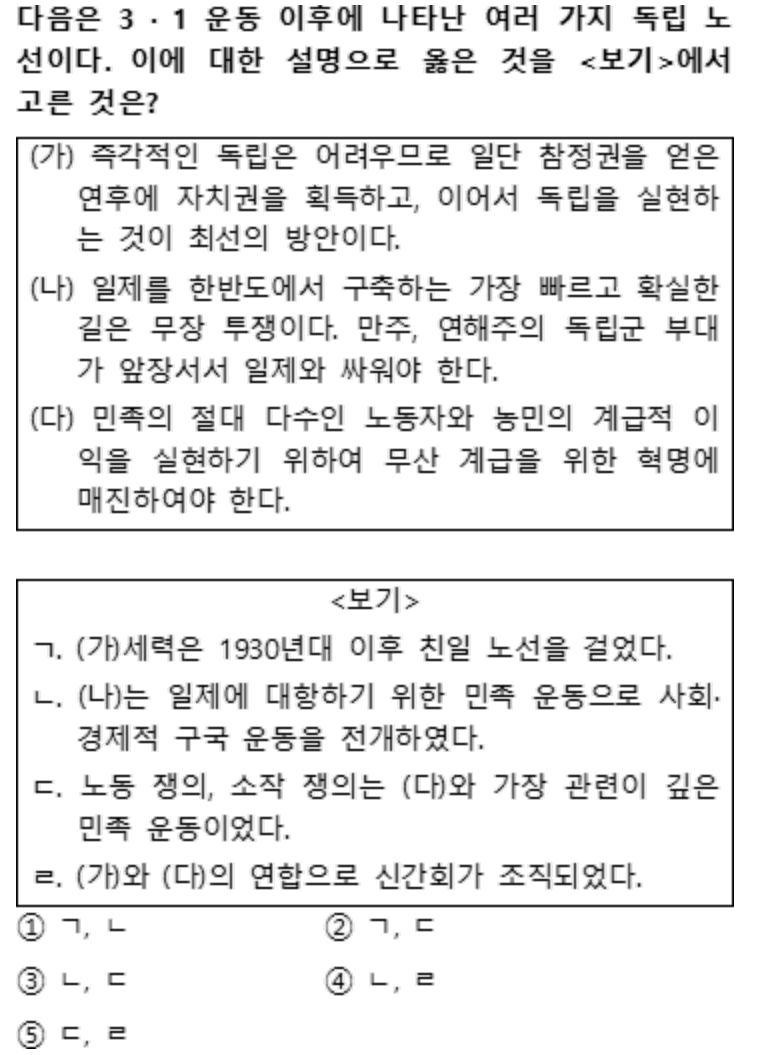 다음은 3 · 1 운동 이후에 나타난 여러 가지 독립 노
선이다. 이에 대한 설명으로 옳은 것을 <보기>에서
고른 것은?
(가) 즉각적인 독립은 어려우므로 일단 참정권을 얻은
연후에 자치권을 획득하고, 이어서 독립을 실현하
는 것이 최선의 방안이다.
(나) 일제를 한반도에서 구축하는 가장 빠르고 확실한
길은 무장 투쟁이다. 만주, 연해주의 독립군 부대
가 앞장서서 일제와 싸워야 한다.
(다) 민족의 절대 다수인 노동자와 농민의 계급적 이
익을 실현하기 위하여 무산 계급을 위한 혁명에
매진하여야 한다.
<보기>
ㄱ. (가)세력은 1930년대 이후 친일 노선을 걸었다.
ㄴ. (나)는 일제에 대항하기 위한 민족 운동으로 사회·
경제적 구국 운동을 전개하였다.
ㄷ. 노동 쟁의, 소작 쟁의는 (다)와 가장 관련이 깊은
민족 운동이었다.
ㄹ. (가)와 (다)의 연합으로 신간회가 조직되었다.
① ㄱ, ㄴ ② ㄱ, ㄷ
③ ㄴ, ㄷ ④ ㄴ, ㄹ
⑤ ㄷ, ㄹ